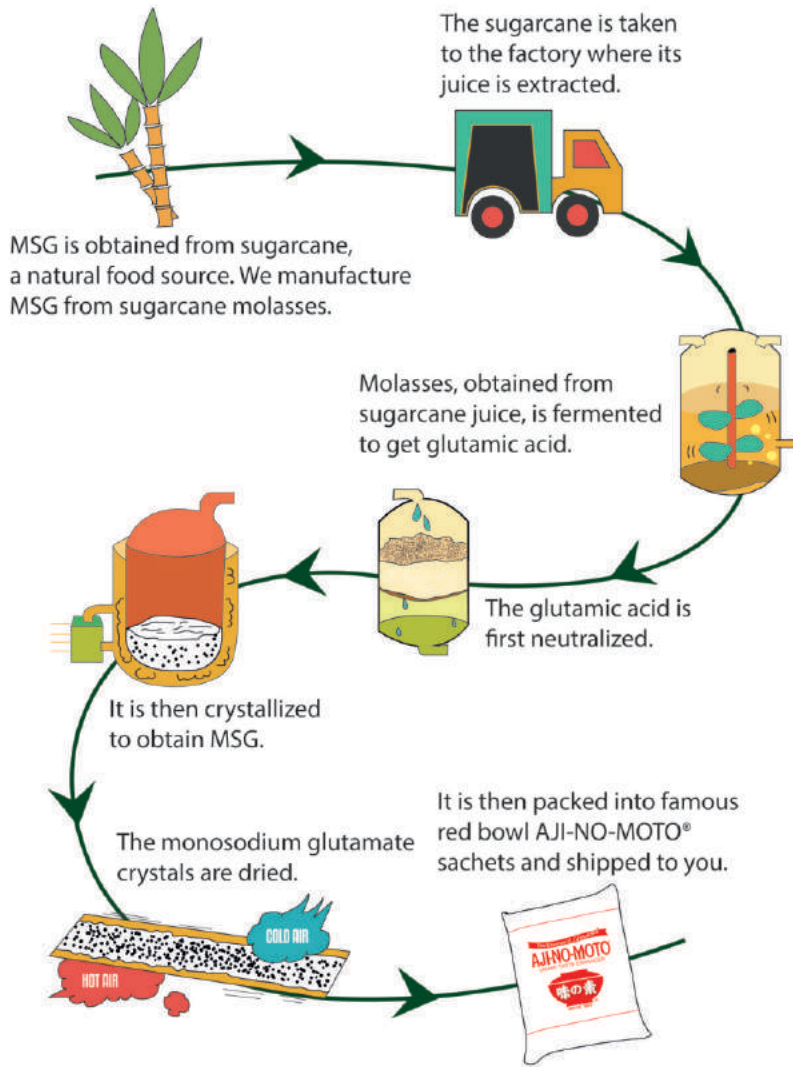 The sugarcane is taken
to the factory where its
juice is extracted.
MSG is obtained from sugarcane,
a natural food source. We manufacture
MSG from sugarcane molasses.
Molasses, obtained from
sugarcane juice, is fermented
to get glutamic acid.
The glutamic acid is
first neutralized.
It is then crystallized
to obtain MSG.
It is then packed into famous
red bowl AJI-NO-MOTO®
sachets and shipped to you.
The monosodium glutamate
crystals are dried.
COLD AIR
HOT AIR
AJI-NO-MOTO®
味の素